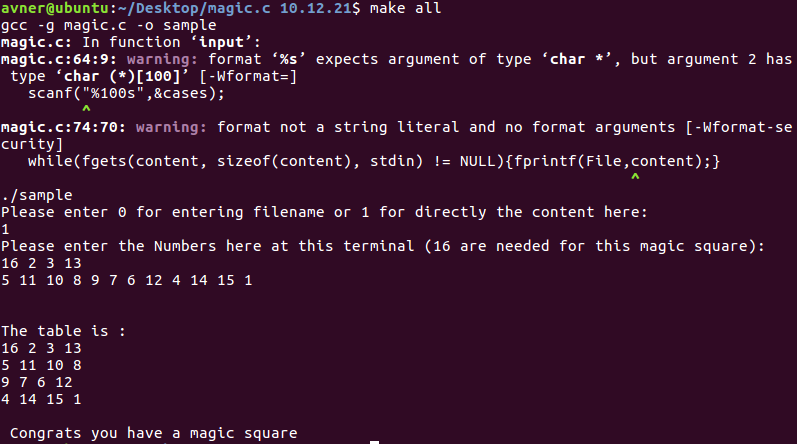 avner@ubuntu:~/Desktop/magic.c 10.12.21$ make all
gcc -g magic.c -o sample
magic.c: In function ‘input’:
magic.c:64:9: warning: format ‘%s’ expects argument of type ‘char *’, but argument 2 has
 type ‘char (*)[100]’ [-Wformat=]
   scanf("%100s",&cases);
         ^
magic.c:74:70: warning: format not a string literal and no format arguments [-Wformat-se
curity]
   while(fgets(content, sizeof(content), stdin) != NULL){fprintf(File,content);}
                                                                      ^
./sample
Please enter 0 for entering filename or 1 for directly the content here:
1
Please enter the Numbers here at this terminal (16 are needed for this magic square):
16 2 3 13
5 11 10 8 9 7 6 12 4 14 15 1
The table is :
16 2 3 13
5 11 10 8
9 7 6 12
4 14 15 1
 Congrats you have a magic square